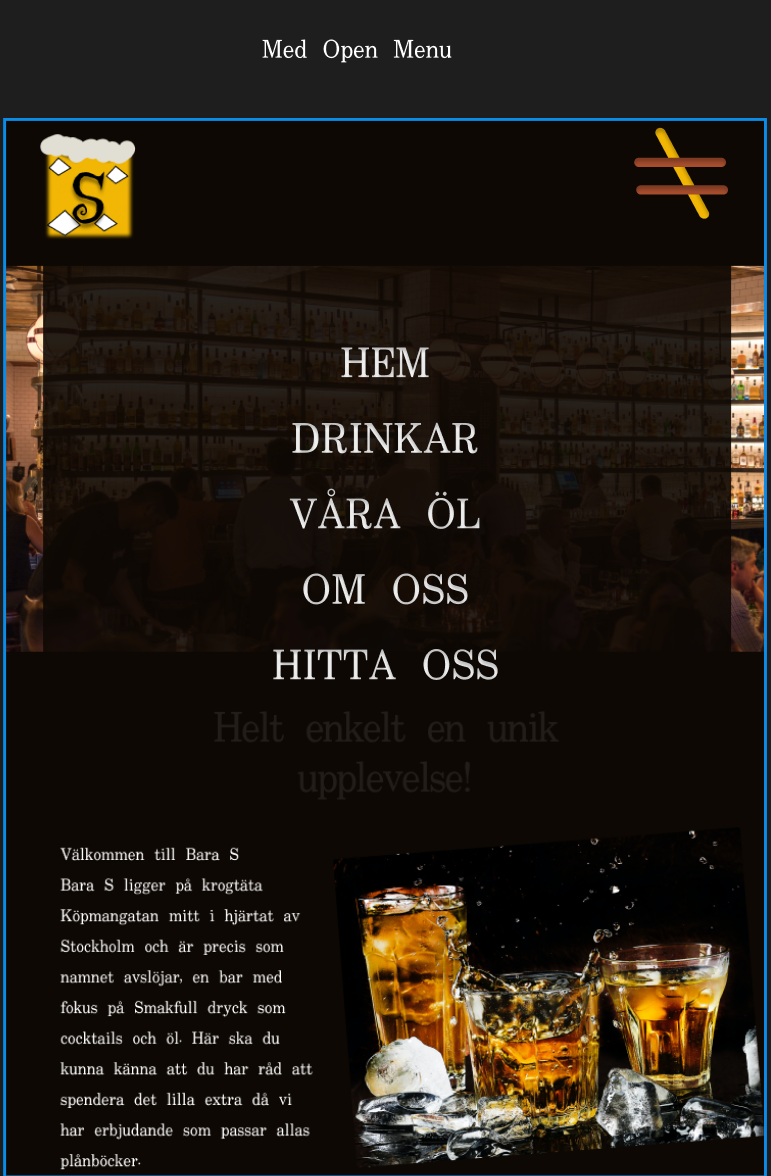 Med Open Menu
S
HEM
DRINKAR
VÅRA ÖL
OM OSS
HITTA OSS
Helt enkelt en unik
upplevelse!
Välkommen till Bara S
Bara S ligger på krogtäta
Köpmangatan mitt i hjärtat av
Stockholm och är precis som
namnet avslöjar, en bar med
fokus på Smakfull dryck som
cocktails och öl. Här ska du
kunna känna att du har råd att
spendera det lilla extra då vi
har erbjudande som passar allas
plånböcker.